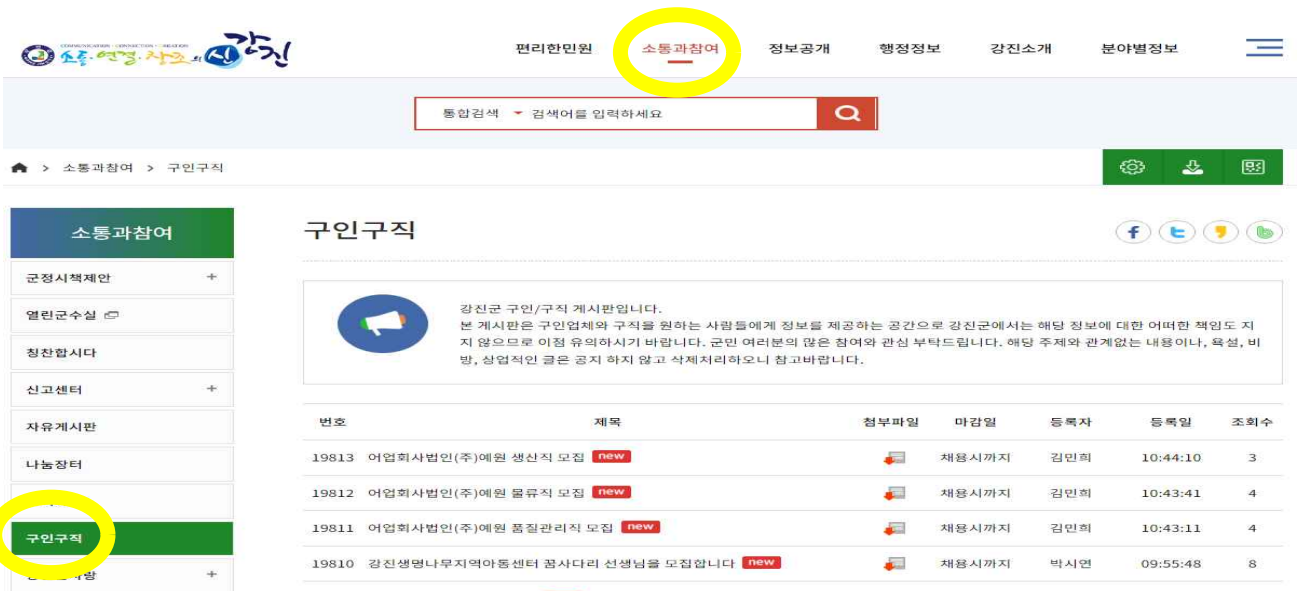 소통·연결·창조의 신 강진
편리한민원 소통과참여 정보공개 행정정보 강진소개 분야별정보
통합검색 검색어를 입력하세요
> 소통과참여 > 구인구직
소통과참여
군정시책제안 +
열린군수실
칭찬합시다
신고센터 +
자유게시판
나눔장터
구인구직
+
구인구직
강진군 구인/구직 게시판입니다.
본 게시판은 구인업체와 구직을 원하는 사람들에게 정보를 제공하는 공간으로 강진군에서는 해당 정보에 대한 어떠한 책임도 지
지 않으므로 이점 유의하시기 바랍니다. 군민 여러분의 많은 참여와 관심 부탁드립니다. 해당 주제와 관계없는 내용이나, 욕설, 비
방, 상업적인 글은 공지 하지 않고 삭제처리하오니 참고바랍니다.
번호 제목 첨부파일 마감일 등록자 등록일 조회수
19813 어업회사법인(주)예원 생산직 모집 new 채용시까지 김민희 10:44:10 3
19812 어업회사법인(주)예원 물류직 모집 new 채용시까지 김민희 10:43:41 4
19811 어업회사법인(주)예원 품질관리직 모집 new 채용시까지 김민희 10:43:11 4
19810 강진생명나무지역아동센터 꿈사다리 선생님을 모집합니다 new 채용시까지 박시연 09:55:48 8